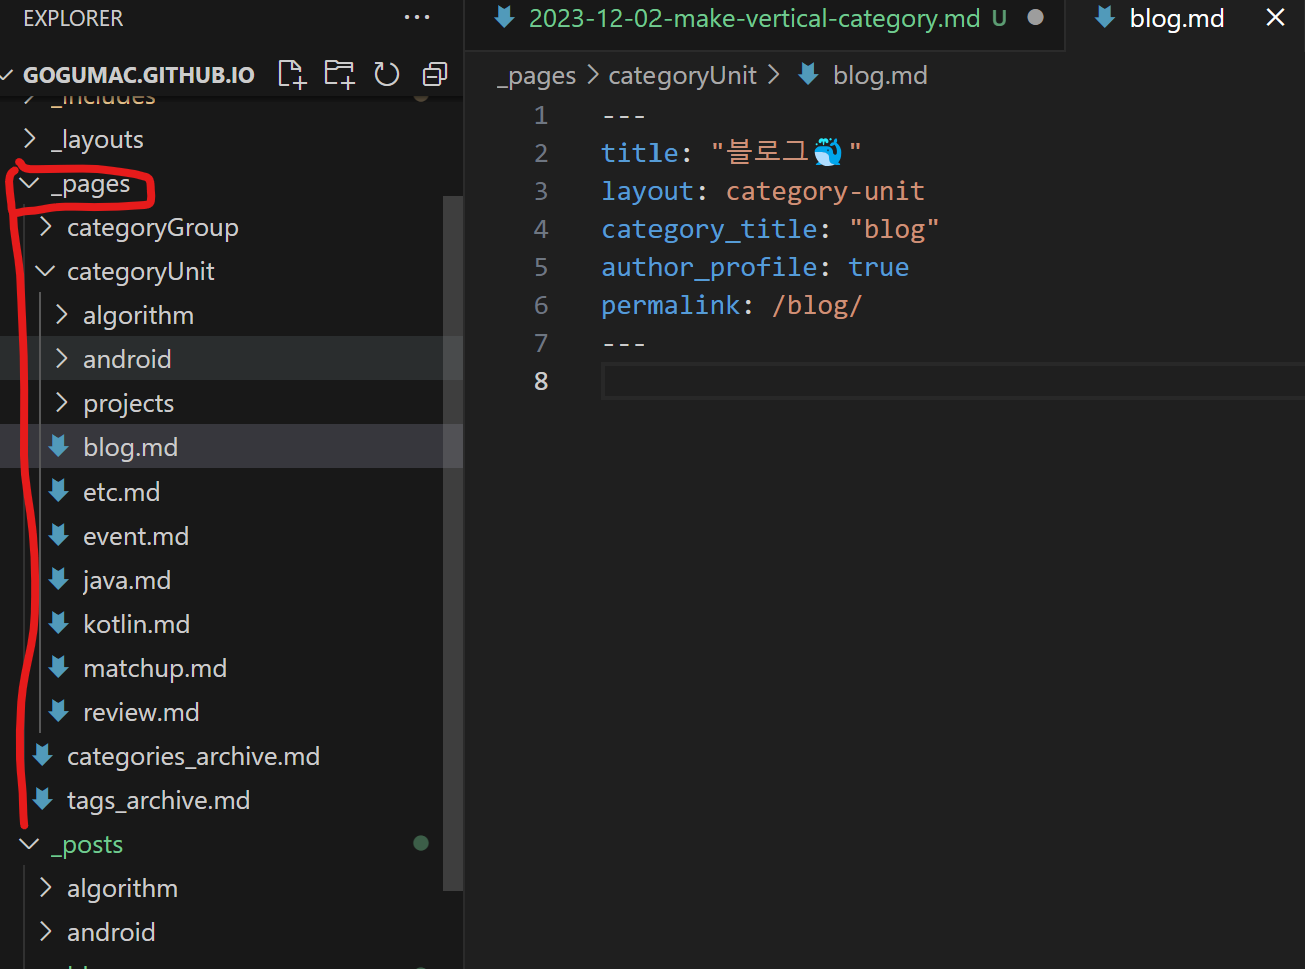 EXPLORER
2023-12-02-make-vertical-category.md U
blog.md
GOGUMAC.GITHUB.IO
_pages > categoryUnit > blog.md
_includes
_layouts
_pages
categoryGroup
categoryUnit
algorithm
android
projects
blog.md
etc.md
event.md
java.md
kotlin.md
matchup.md
review.md
categories_archive.md
tags_archive.md
_posts
algorithm
android
1 ---
2 title: "블로그🐳"
3 layout: category-unit
4 category_title: "blog"
5 author_profile: true
6 permalink: /blog/
7 ---
8